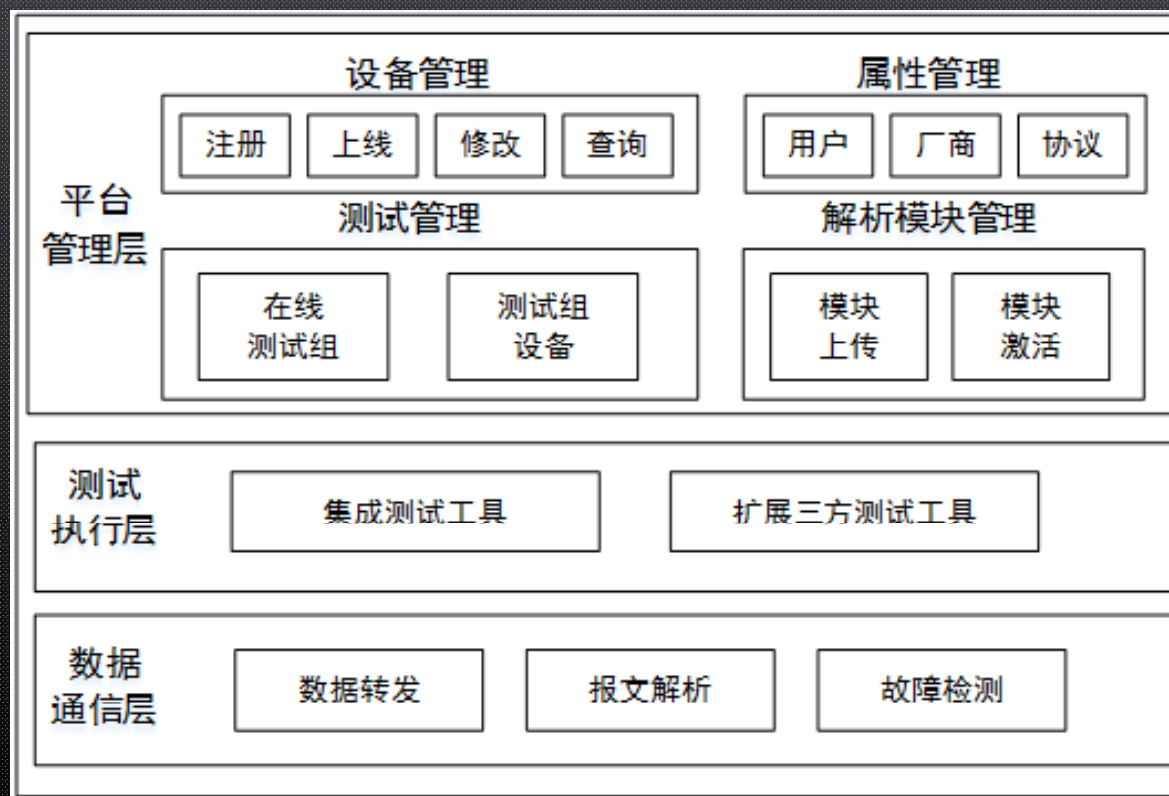 设备管理
属性管理
注册 上线 修改 查询
用户 厂商 协议
平台
管理层
测试管理
解析模块管理
在线
测试组
测试组
设备
模块
上传
模块
激活
测试
执行层
集成测试工具
扩展三方测试工具
数据
通信层
数据转发
报文解析
故障检测